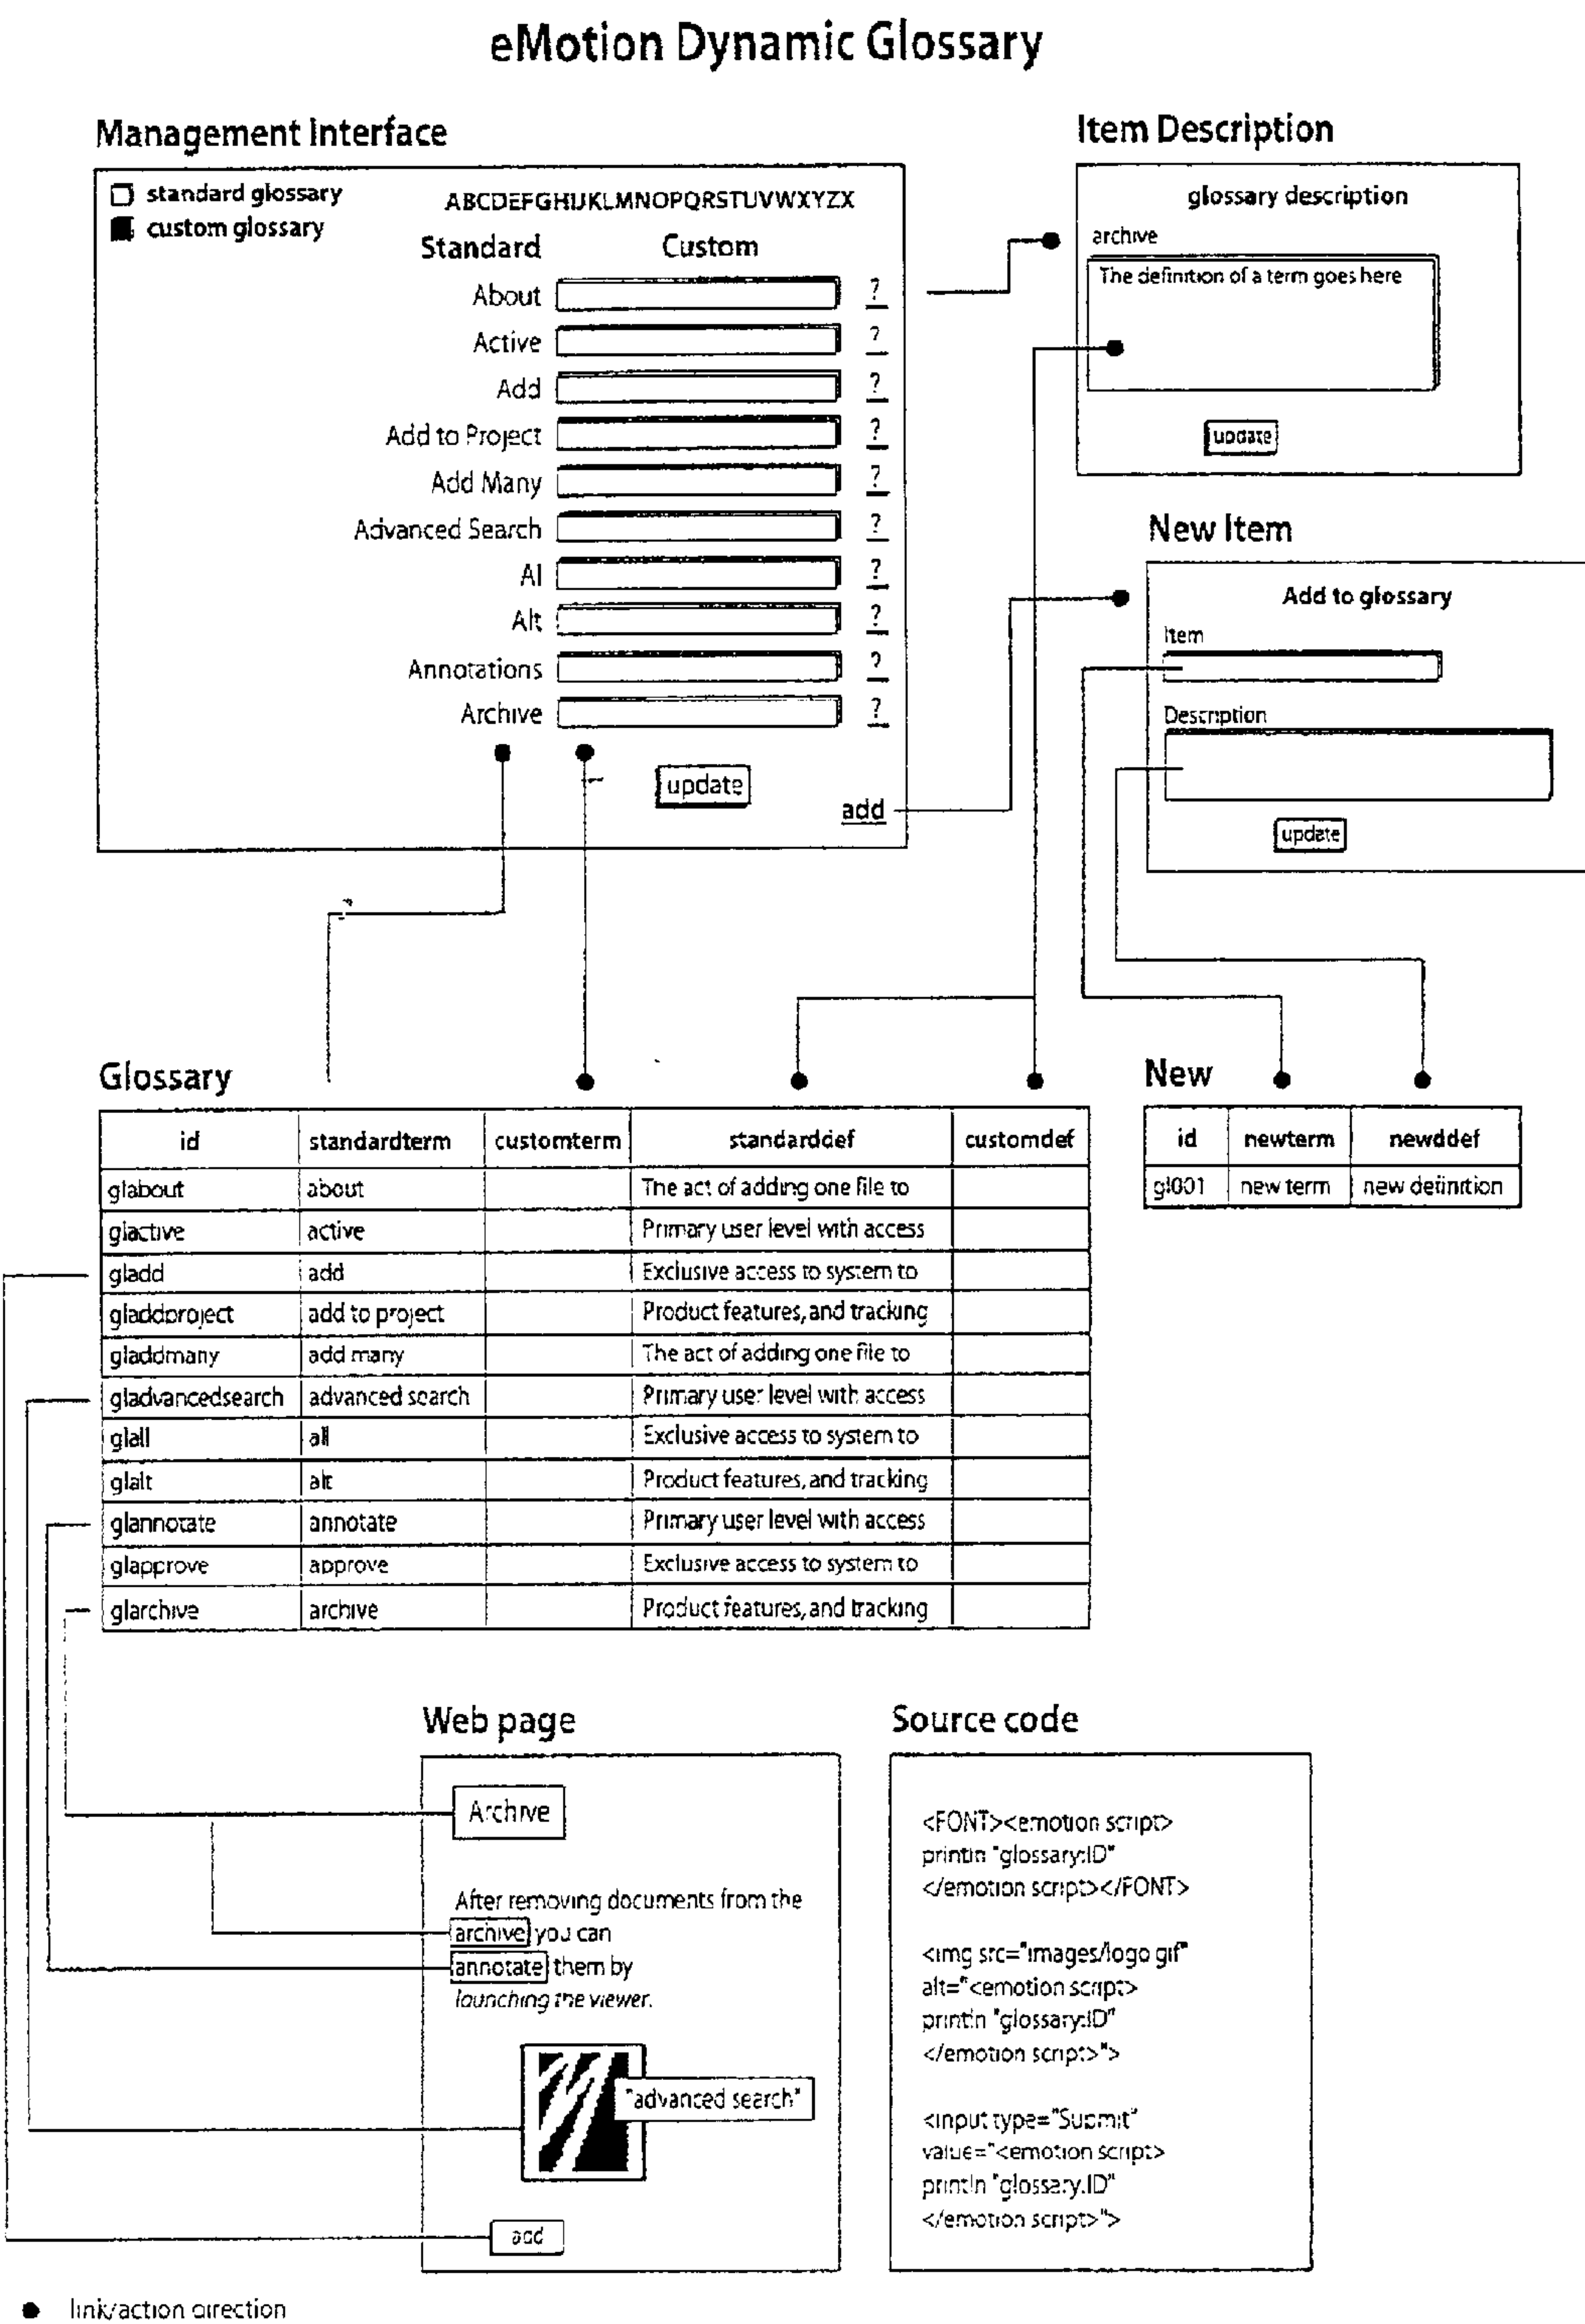 eMotion Dynamic Glossary
Management Interface
standard glossary
custom glossary
ABCDEFGHIJKLMNOPQRSTUVWXYZX
Standard Custom
About ?
Active ?
Add ?
Add to Project ?
Add Many ?
Advanced Search ?
Al ?
Alt ?
Annotations ?
Archive ?
update
add
Item Description
glossary description
archive
The definition of a term goes here
update
New Item
Add to glossary
Item
Description
update
Glossary
id standardterm customterm standarddef customdef
glabout about The act of adding one file to
glactive active Primary user level with access
gladd add Exclusive access to system to
gladdproject add to project Product features, and tracking
gladdmany add many The act of adding one file to
gladvancedsearch advanced search Primary user level with access
glall all Exclusive access to system to
glalt alt Product features, and tracking
glannotate annotate Primary user level with access
glapprove approve Exclusive access to system to
glarchive archive Product features, and tracking
New
id newterm newddef
gl001 new term new definition
Web page
Archive
After removing documents from the
archive you can
annotate them by
launching the viewer.
"advanced search"
add
Source code
<FONT><emotion script>
println "glossary.ID"
</emotion script></FONT>
<img src="images/logo gif"
alt="<emotion script>
println "glossary.ID"
</emotion script>">
<input type="Submit"
value="<emotion script>
println "glossary.ID"
</emotion script>">
link/action direction